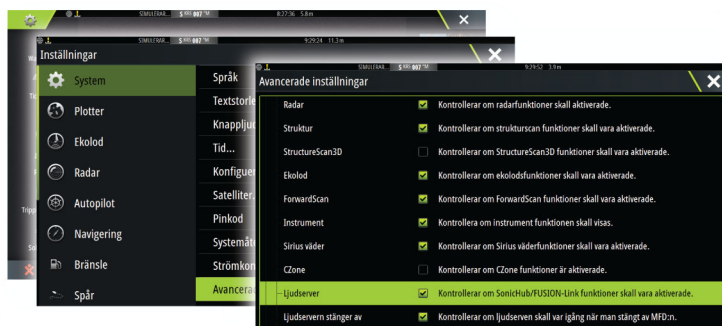 SIMULERAR... S 007 °M 8:27:36 5.8m
SIMULERAR... S 007 °M 9:29:24 11.3m
Inställningar
System
Plotter
Ekolod
Radar
Autopilot
Navigering
Bränsle
Spår
Språk
Knappljud
Tid...
Satelliter.
Pinkod
SIMULERAR... S 007 °M 9:29:52 3.9m
Avancerade inställningar
Radar Kontrollerar om radarfunktioner skall aktiverade.
Struktur Kontrollerar om strukturscan funktioner skall vara aktiverade.
StructureScan3D Kontrollerar om StructureScan3D funktioner skall vara aktiverade.
Ekolod Kontrollerar om ekolodsfunktioner skall vara aktiverade.
ForwardScan Kontrollerar om ForwardScan funktioner skall vara aktiverade.
Instrument Kontrollera om instrument funktionen skall visas.
Sirius väder Kontrollerar om Sirius väderfunktioner skall vara aktiverade.
CZone Kontrollerar om CZone funktioner är aktiverade.
Ljudserver Kontrollerar om SonicHub/FUSION-Link funktioner skall vara aktiverade.
Ljudservern stänger av Kontrollerar om ljudserver skall var igång när man stängt av MFD:n.